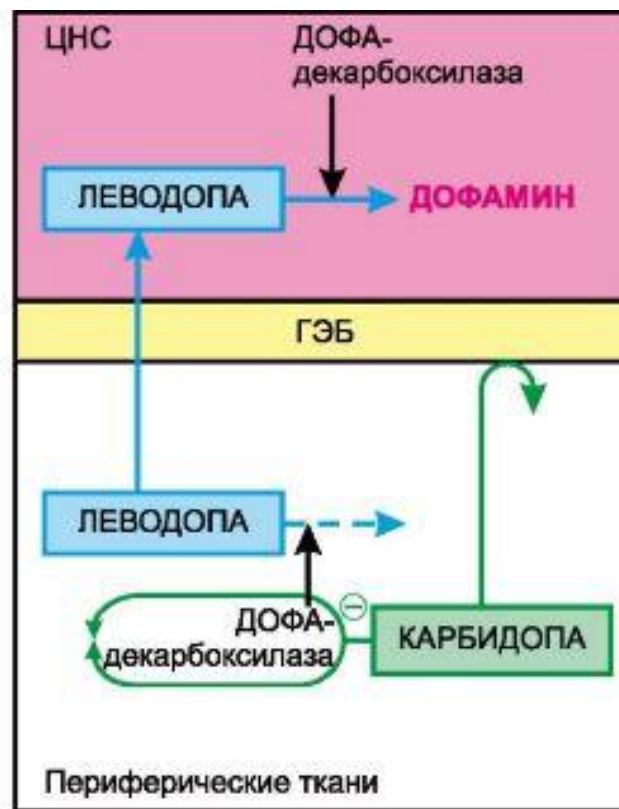 ЦНС
ДОФА-
декарбоксилаза
ЛЕВОДОПА
ДОФАМИН
ГЭБ
ЛЕВОДОПА
ДОФА-
декарбоксилаза
КАРБИДОПА
Периферические ткани